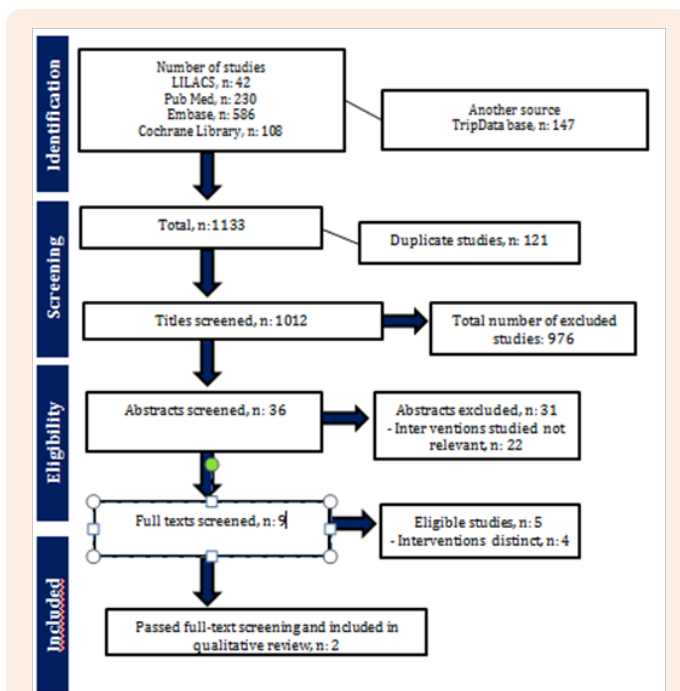 Identification
Number of studies
LILACS, n: 42
Pub Med, n: 230
Embase, n: 586
Cochrane Library, n: 108
Another source
TripData base, n: 147
Screening
Total, n:1133
Duplicate studies, n: 121
Titles screened, n: 1012
Total number of excluded
studies: 976
Eligibility
Abstracts screened, n: 36
Abstracts excluded, n: 31
- Inter ventions studied not
relevant, n: 22
Full texts screened, n: 9
Eligible studies, n: 5
- Interventions distinct, n: 4
Included
Passed full-text screening and included in
qualitative review, n: 2